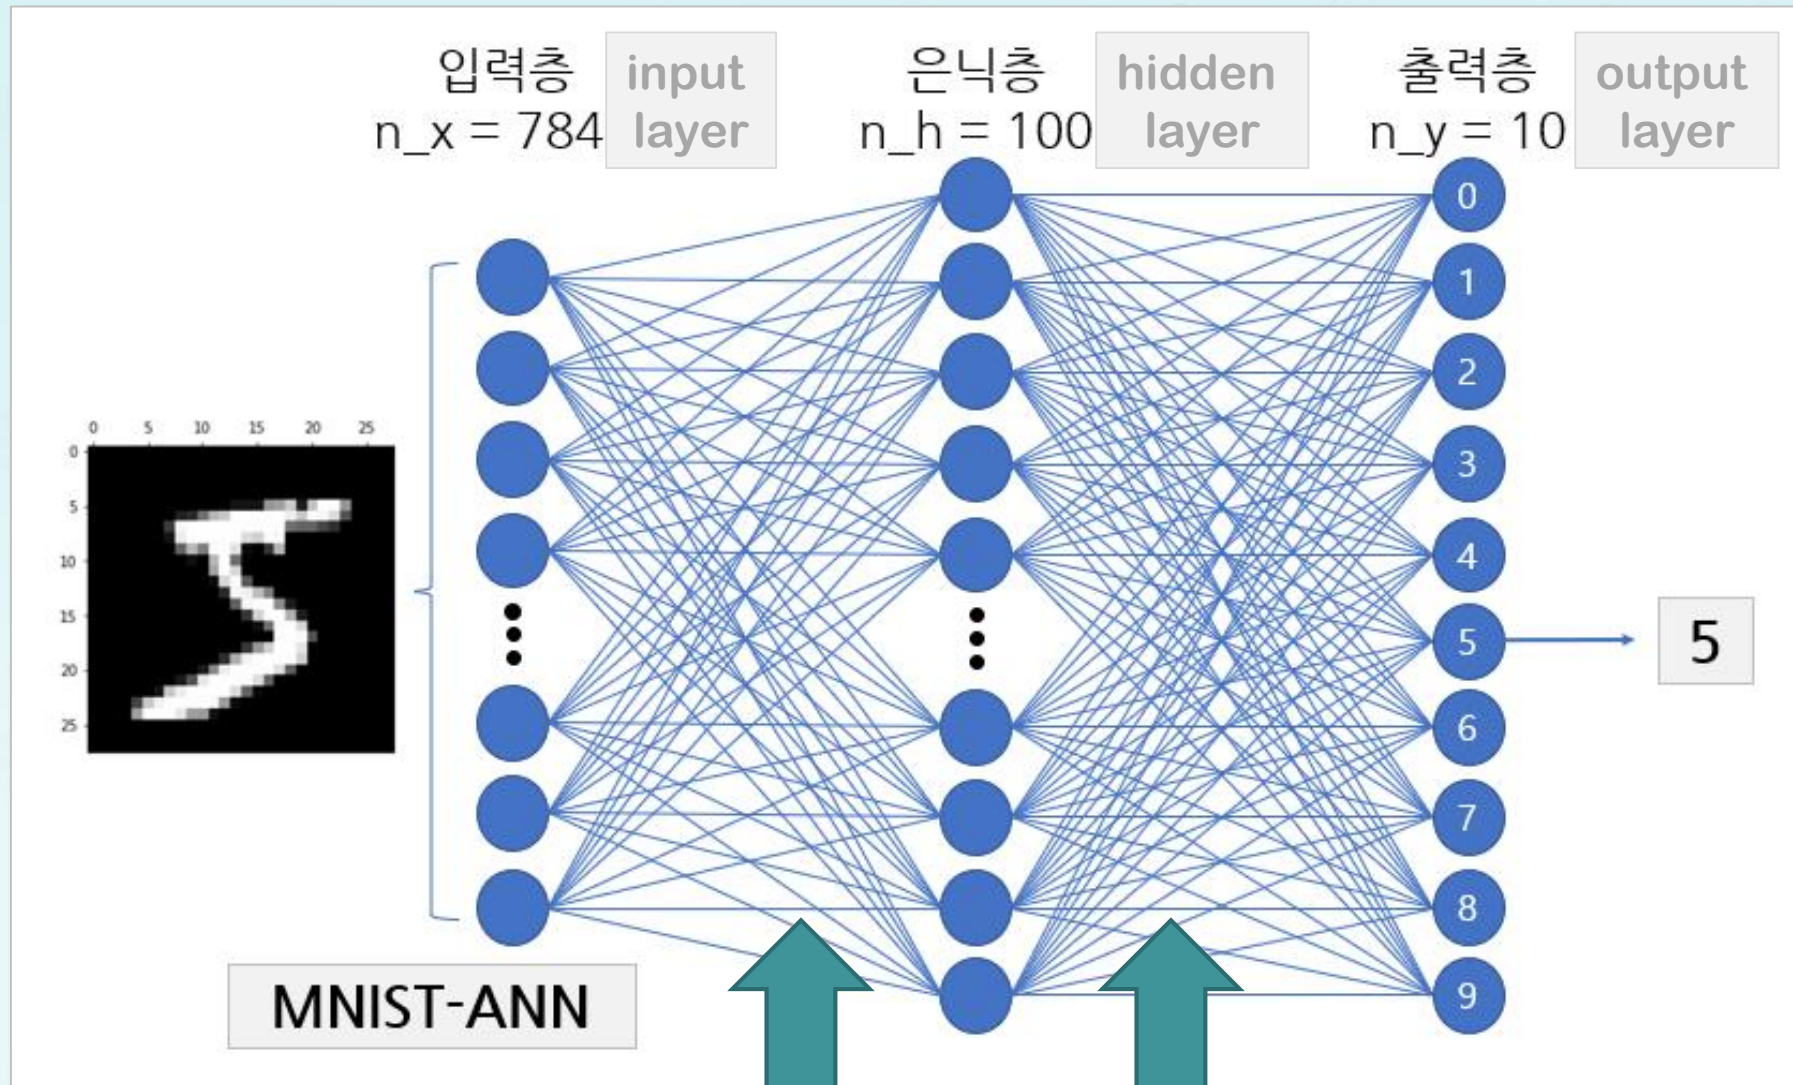 입력층
n_x = 784
input
layer
은닉층
n_h = 100
hidden
layer
출력층
n_y = 10
output
layer
0 5 10 15 20 25
0
5
10
15
20
25
0
1
2
3
4
5
6
7
8
9
5
MNIST-ANN